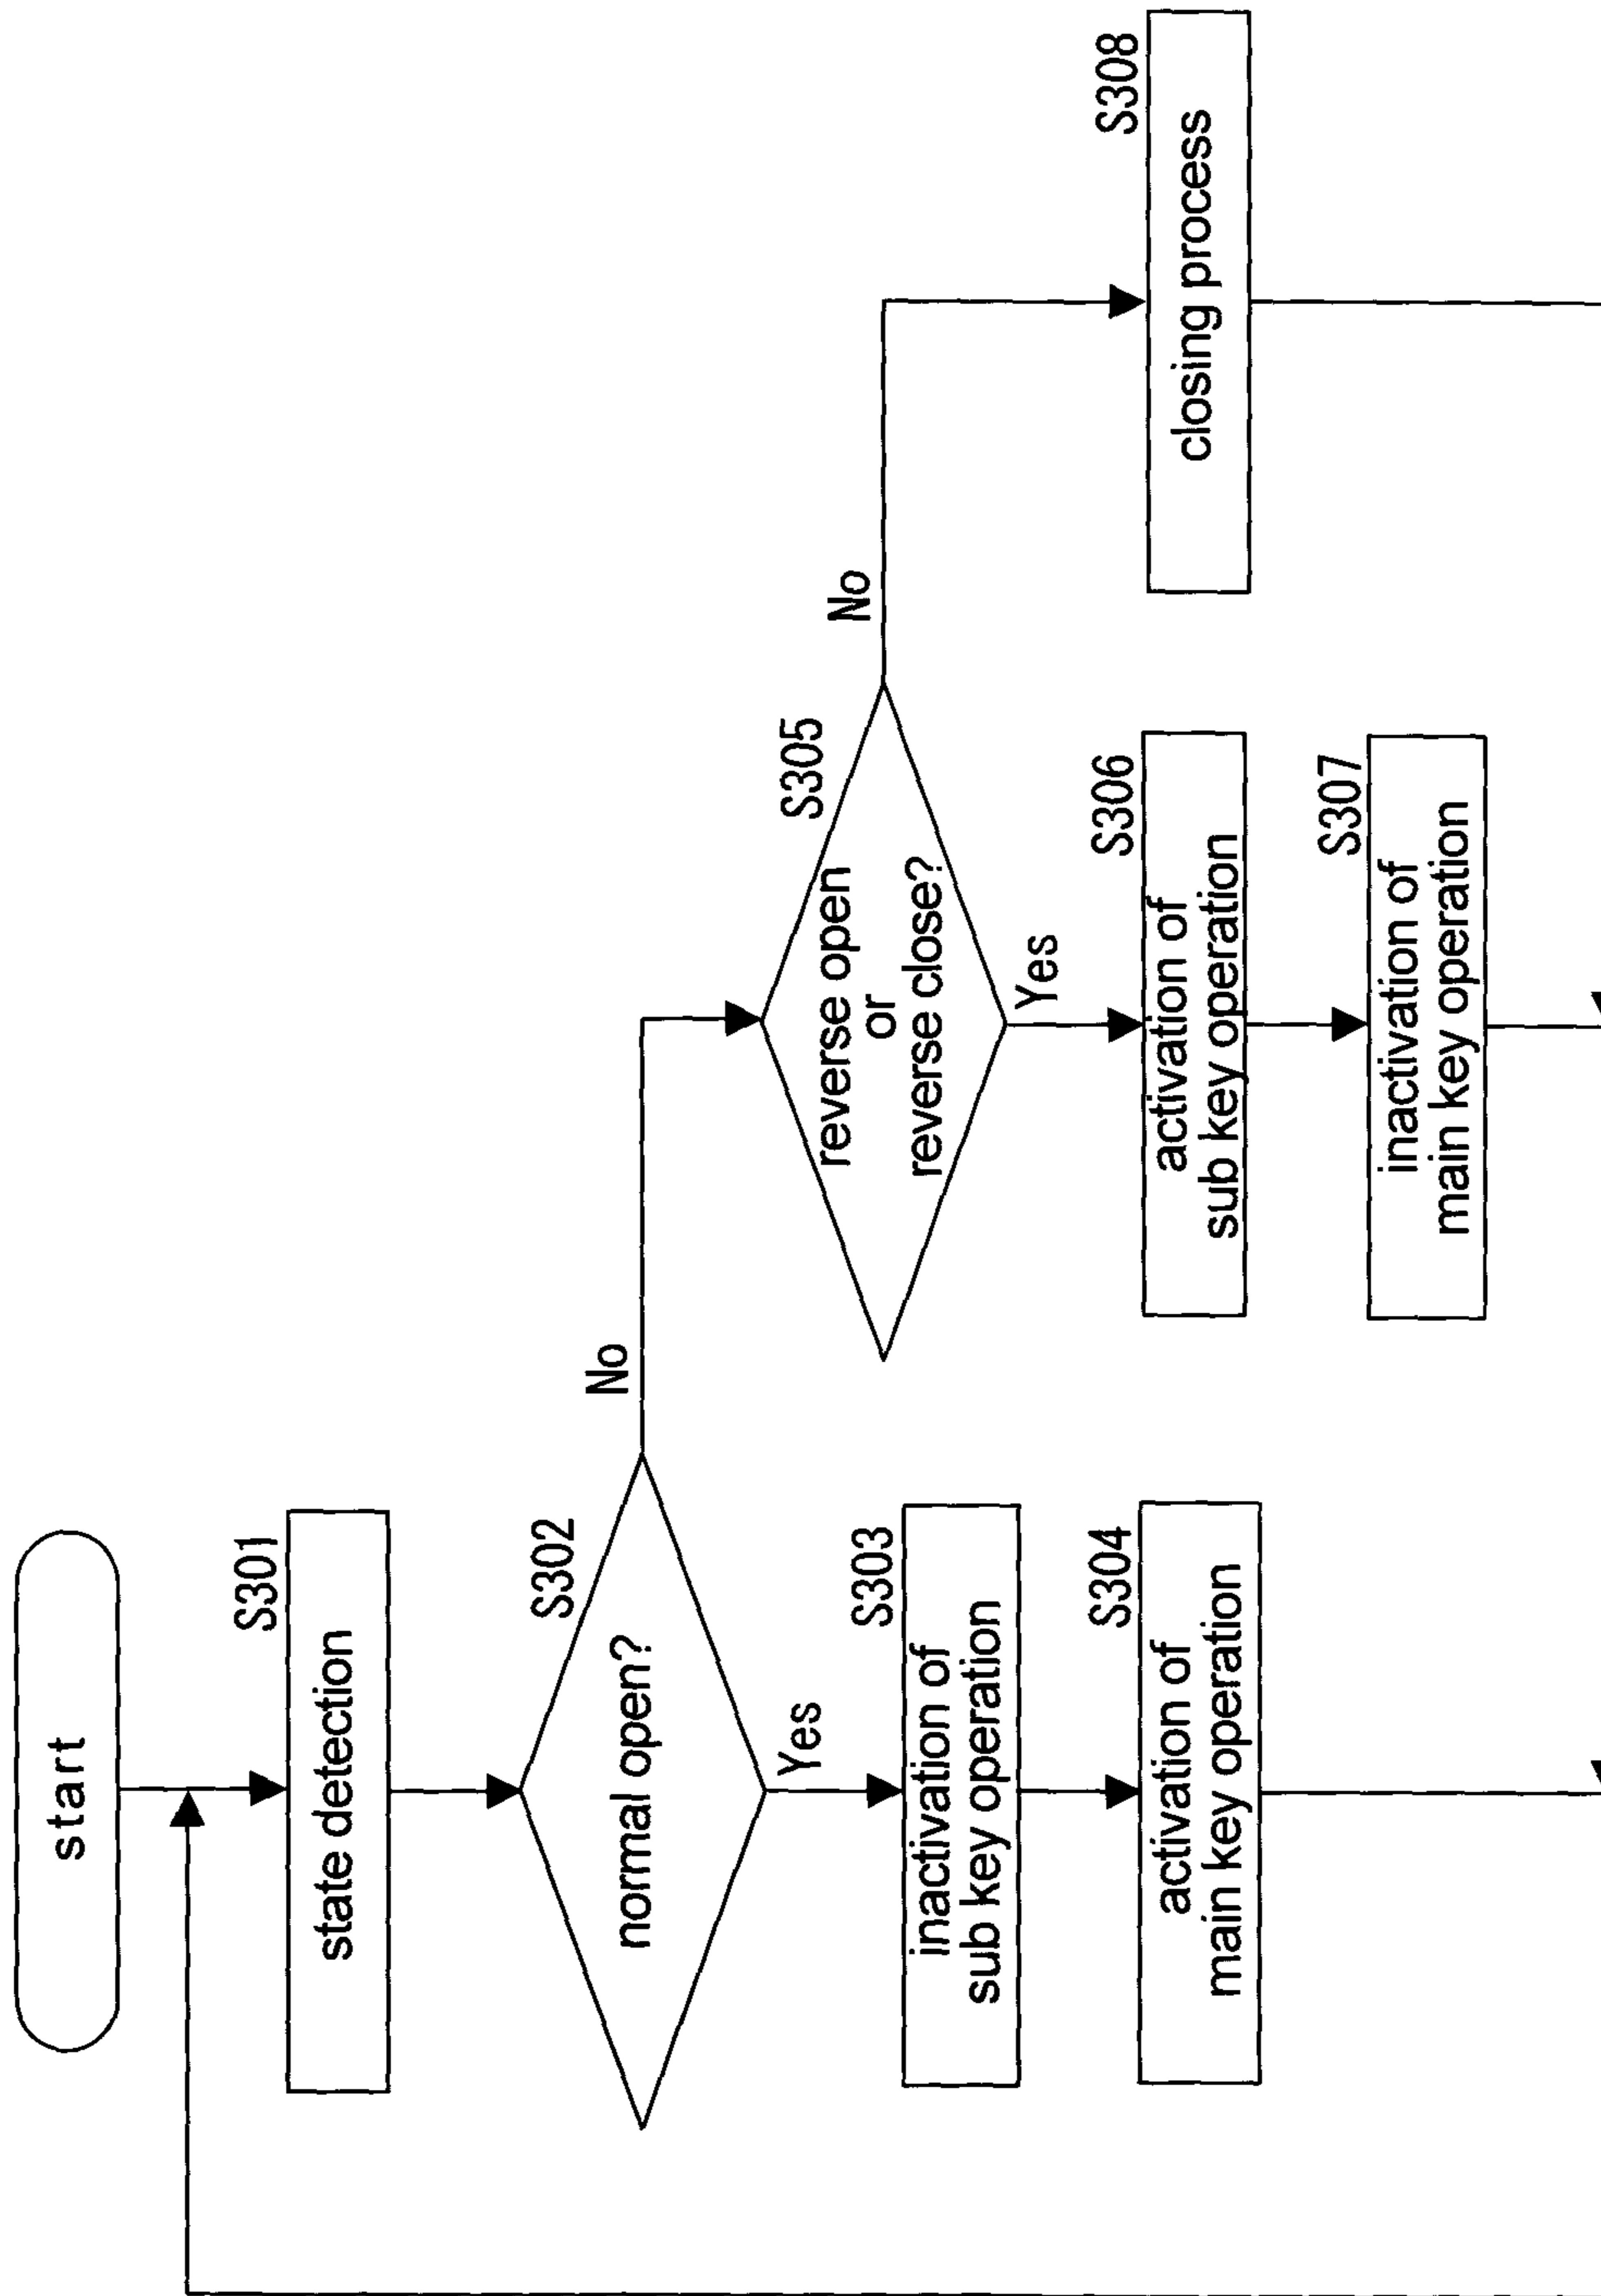 start
S301
state detection
S302
normal open?
No
Yes
S303
inactivation of
sub key operation
S304
activation of
main key operation
S305
reverse open
or
reverse close?
No
Yes
S306
activation of
sub key operation
S307
inactivation of
main key operation
S308
closing process